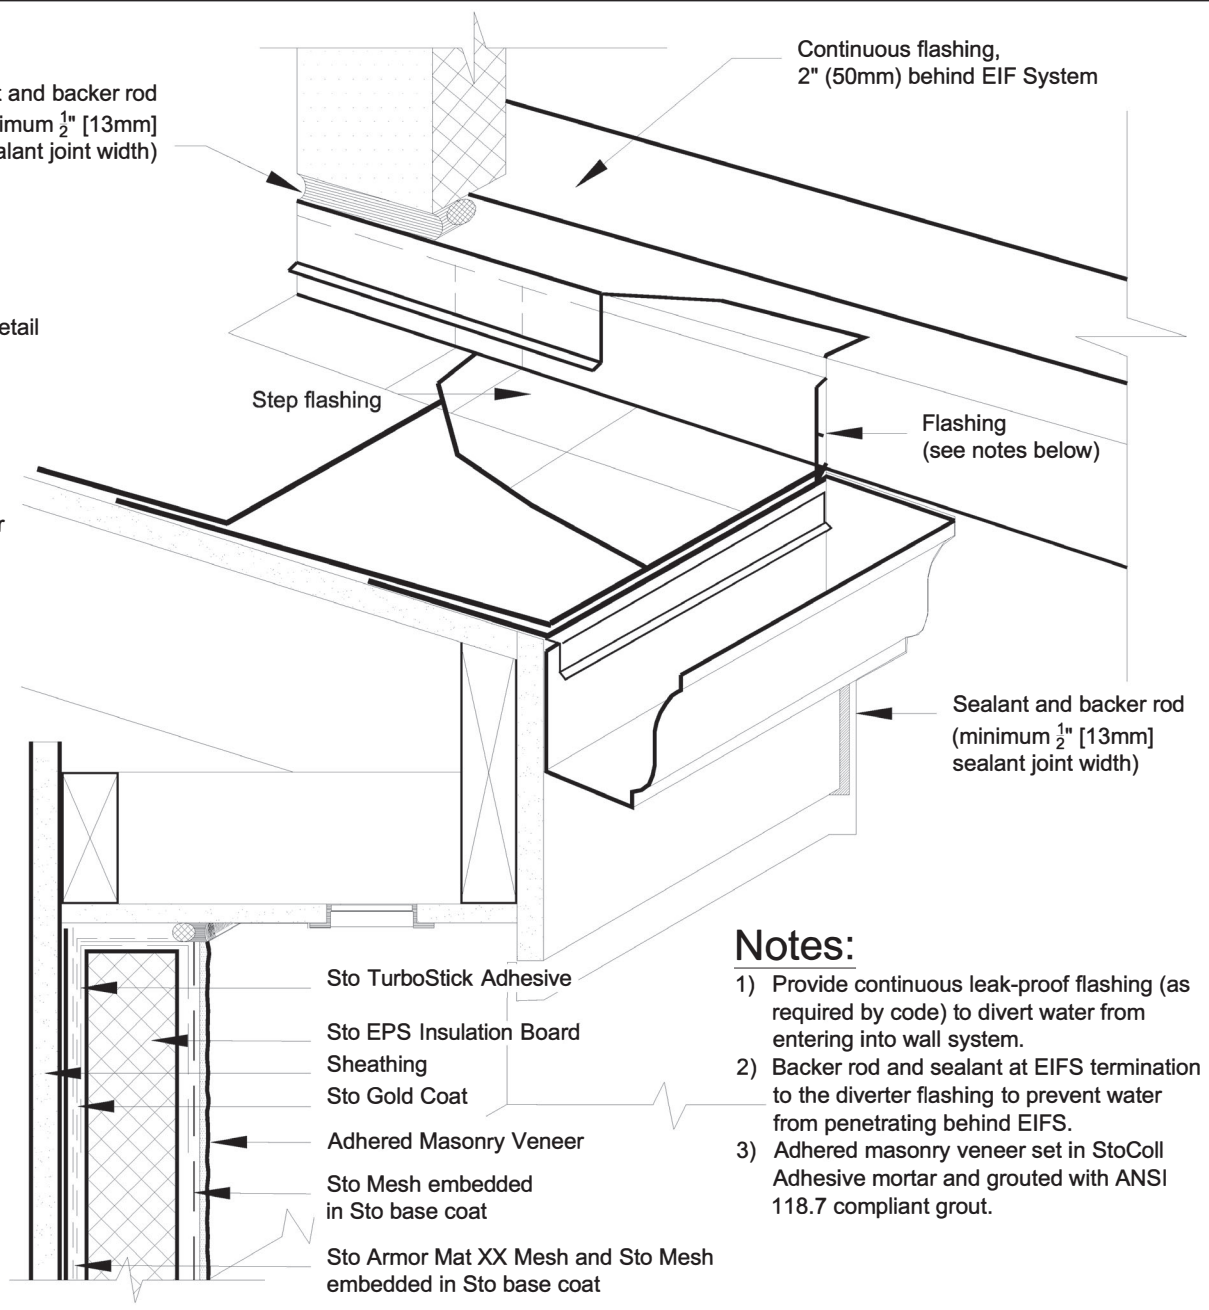 Continuous flashing,
2" (50mm) behind EIF System
and backer rod
1/2" [13mm]
joint width)
Step flashing
Flashing
(see notes below)
Sealant and backer rod
(minimum 1/2" [13mm]
sealant joint width)
Sto TurboStick Adhesive
Sto EPS Insulation Board
Sheathing
Sto Gold Coat
Adhered Masonry Veneer
Sto Mesh embedded
in Sto base coat
Sto Armor Mat XX Mesh and Sto Mesh
embedded in Sto base coat
Notes:
1) Provide continuous leak-proof flashing (as
required by code) to divert water from
entering into wall system.
2) Backer rod and sealant at EIFS termination
to the diverter flashing to prevent water
from penetrating behind EIFS.
3) Adhered masonry veneer set in StoColl
Adhesive mortar and grouted with ANSI
118.7 compliant grout.